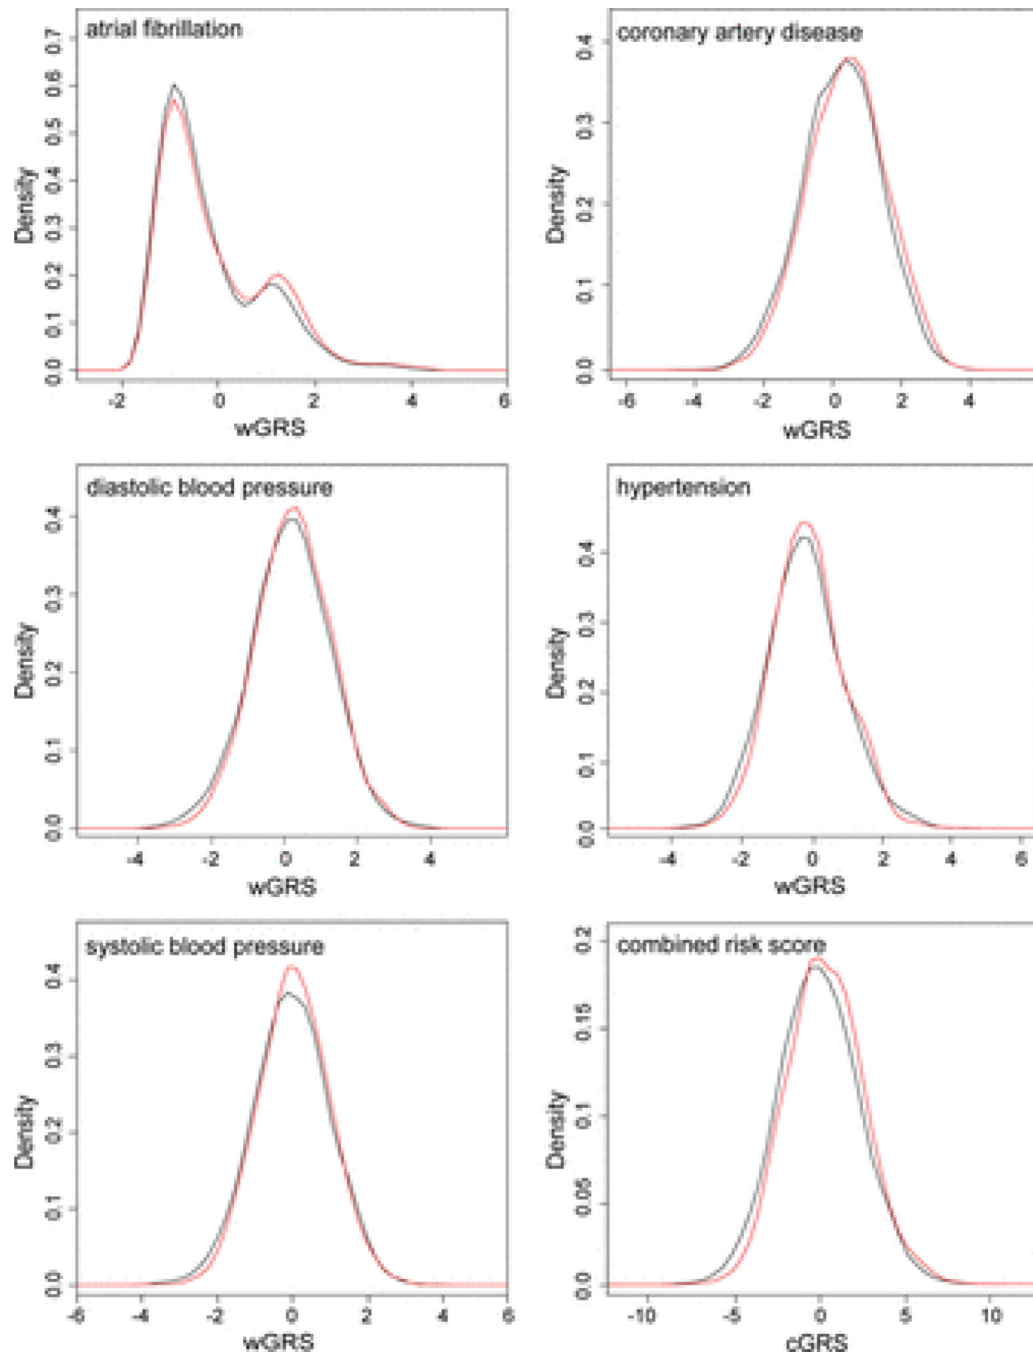 atrial fibrillation
Density
0.0 0.1 0.2 0.3 0.4 0.5 0.6 0.7
-2 0 2 4 6
wGRS
coronary artery disease
Density
0.0 0.1 0.2 0.3 0.4
-6 -4 -2 0 2 4
wGRS
diastolic blood pressure
Density
0.0 0.1 0.2 0.3 0.4
-4 -2 0 2 4
wGRS
hypertension
Density
0.0 0.1 0.2 0.3 0.4
-4 -2 0 2 4 6
wGRS
systolic blood pressure
Density
0.0 0.1 0.2 0.3 0.4
-6 -4 -2 0 2 4 6
wGRS
combined risk score
Density
0.00 0.05 0.10 0.15 0.2
-10 -5 0 5 10
cGRS